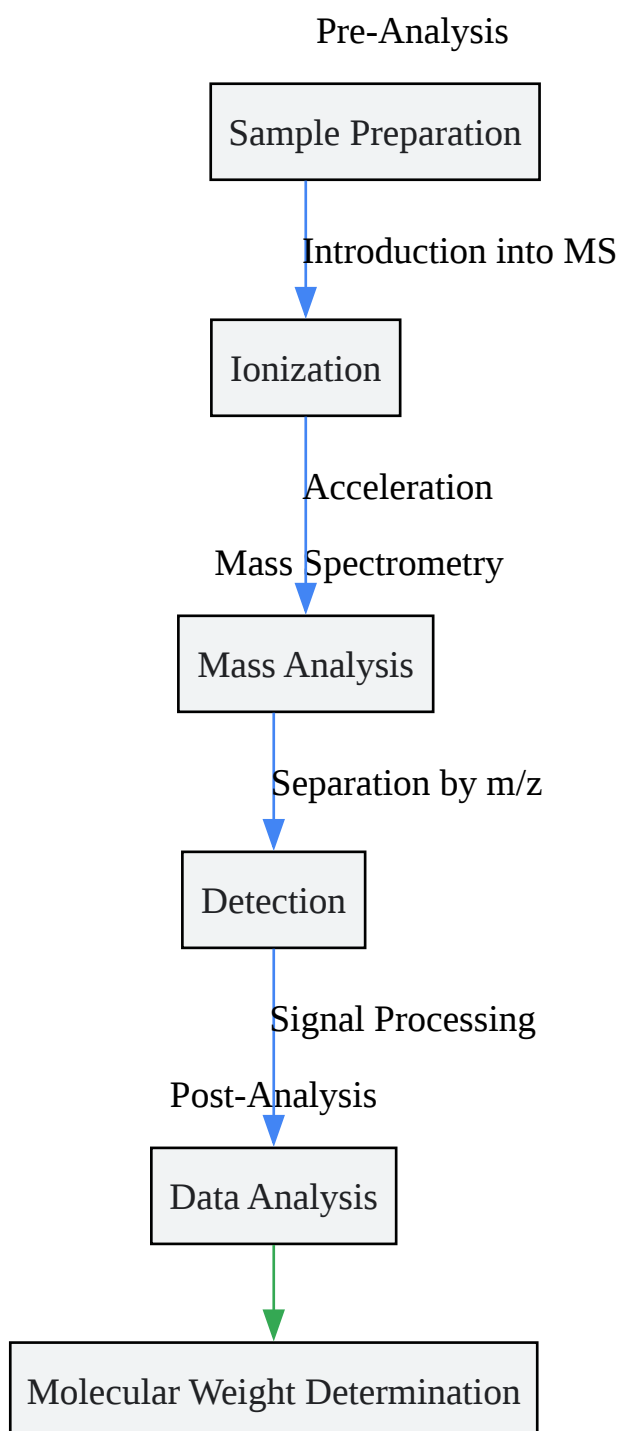 Pre-Analysis
Sample Preparation
Introduction into MS
Ionization
Acceleration
Mass Spectrometry
Mass Analysis
Separation by m/z
Detection
Signal Processing
Post-Analysis
Data Analysis
Molecular Weight Determination